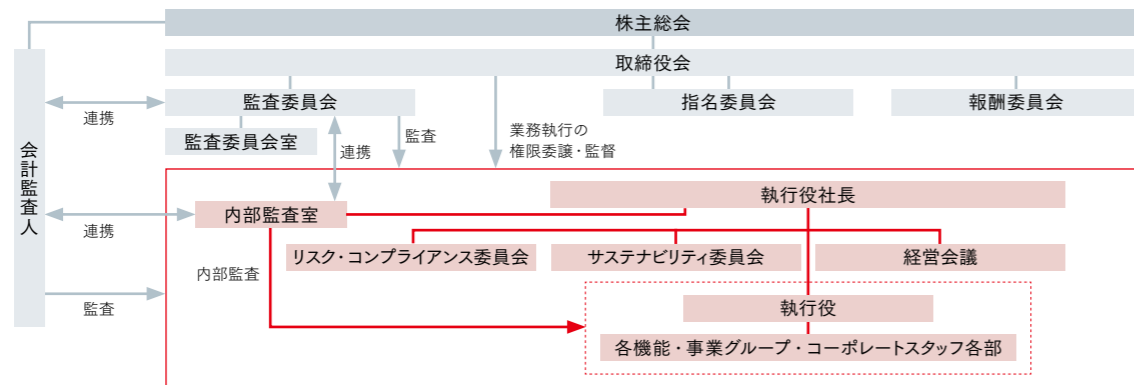 株主総会
取締役会
監査委員会
指名委員会
報酬委員会
連携
監査委員会室
連携
監査
業務執行の
権限委譲・監督
会計監査人
執行役社長
内部監査室
連携
リスク・コンプライアンス委員会
サステナビリティ委員会
経営会議
内部監査
監査
執行役
各機能・事業グループ・コーポレートスタッフ各部